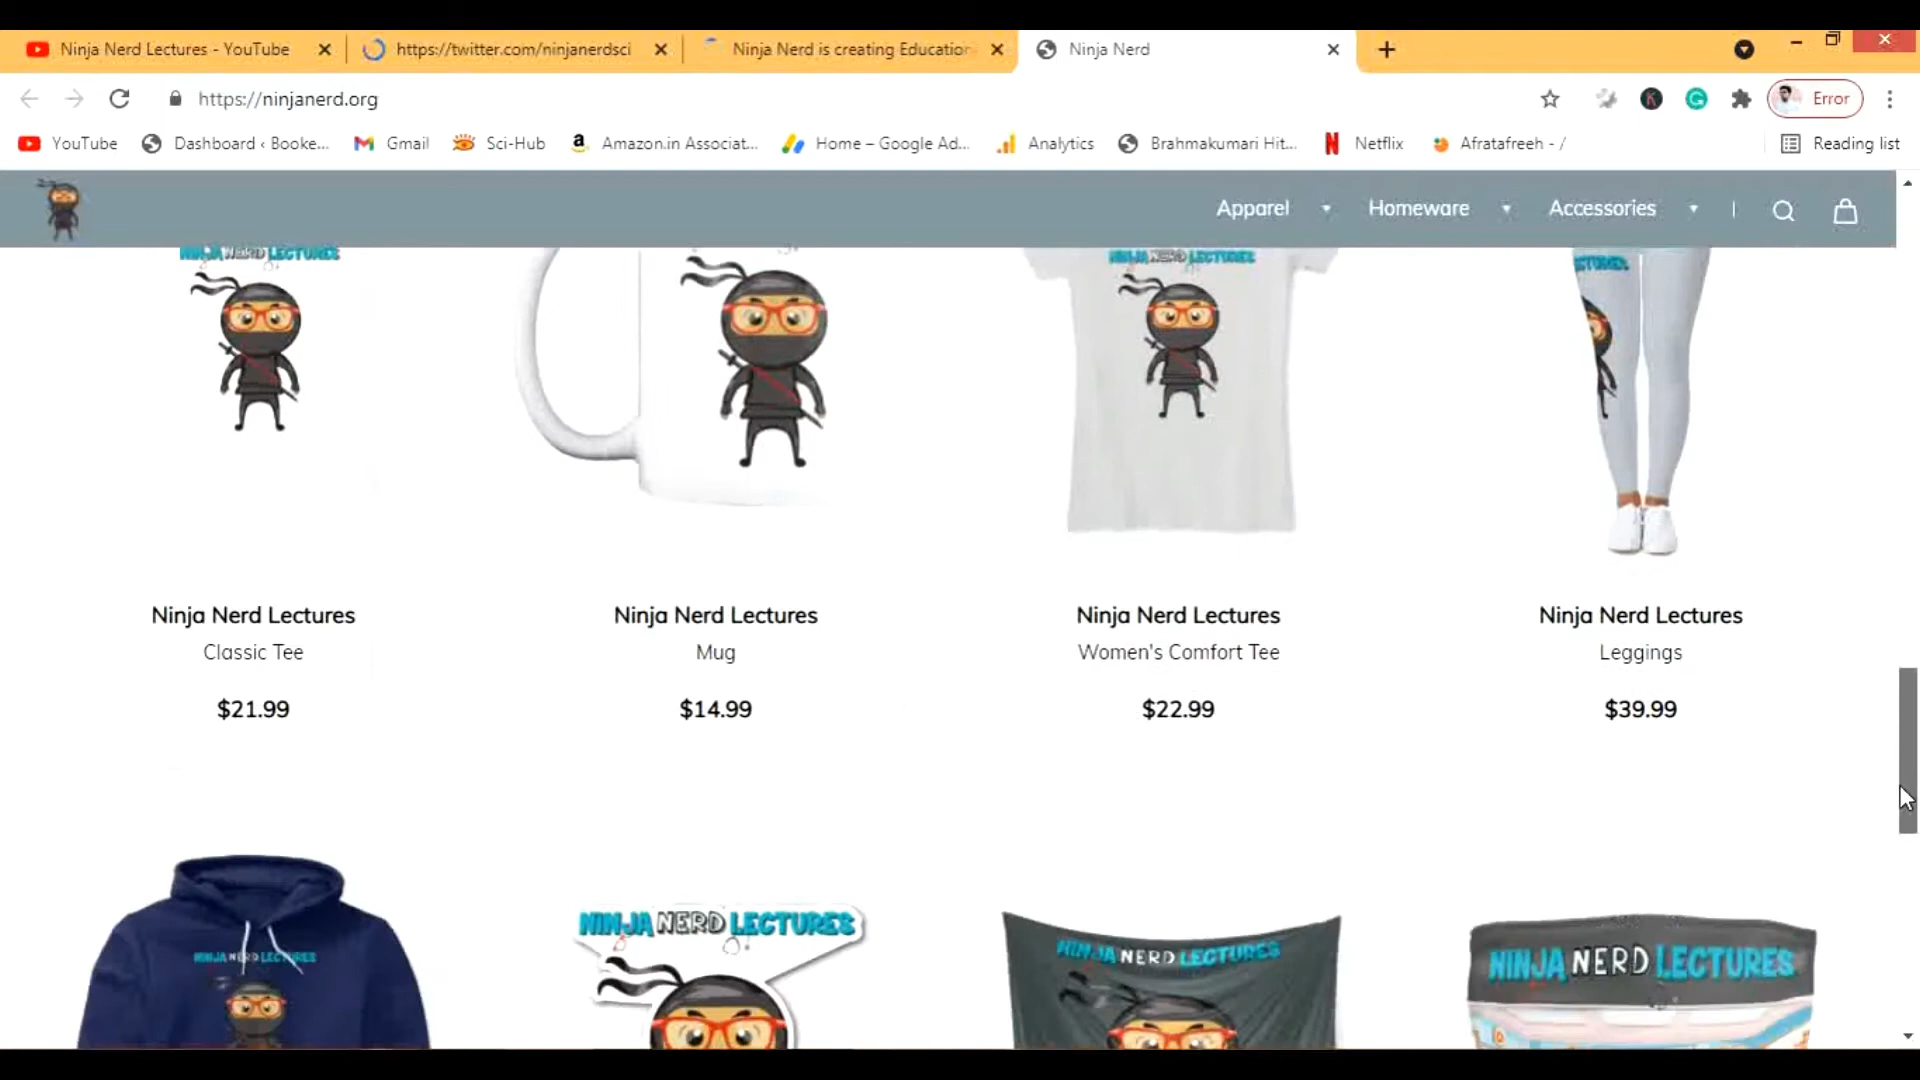 Ninja Nerd Lectures - YouTube
https://twitter.com/ninjanerdsci
Ninja Nerd is creating Education
Ninja Nerd
https://ninjanerd.org
Error
YouTube
Dashboard ‹ Booke...
Gmail
Sci-Hub
Amazon.in Associat...
Home – Google Ad...
Analytics
Brahmakumari Hit...
Netflix
Afratafreeh - /
Reading list
Apparel
Homeware
Accessories
NINJA NERD LECTURES
NINJA NERD LECTURES
Ninja Nerd Lectures
Classic Tee
$21.99
Ninja Nerd Lectures
Mug
$14.99
Ninja Nerd Lectures
Women's Comfort Tee
$22.99
Ninja Nerd Lectures
Leggings
$39.99
NINJA NERD LECTURES
NINJA NERD LECTURES
NINJA NERD LECTURES
NINJA NERD LECTURES